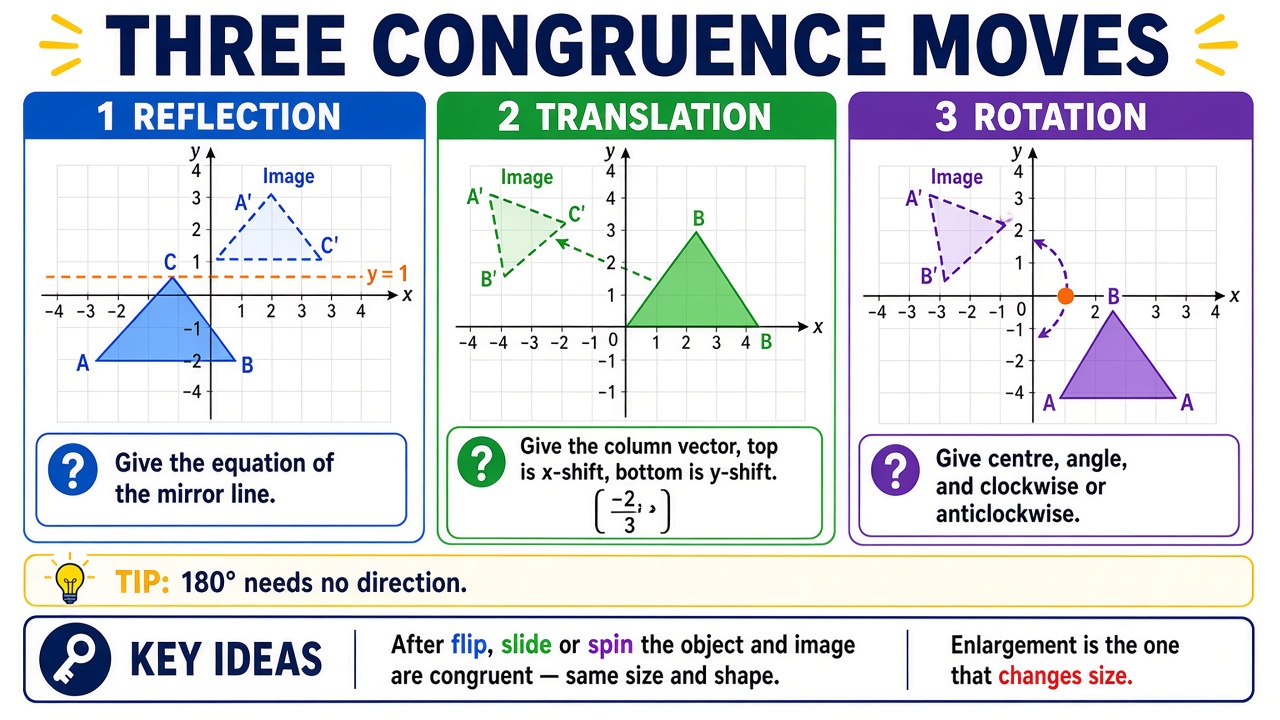 THREE CONGRUENCE MOVES
1 REFLECTION
y
4
3
2
1
Image
A'
C'
C
y = 1
x
−4 −3 −2 1 2 3 3 4
−1
−2
−4
A
B
Give the equation of
the mirror line.
2 TRANSLATION
y
4
4
3
2
1
Image
A'
C'
B'
B
x
−4 −4 −3 −2 −1 0 1 2 3 4
B
−1
−1
Give the column vector, top
is x-shift, bottom is y-shift.
−2
3
3 ROTATION
y
4
3
2
1
Image
A'
B'
x
−4 −3 −2 −1 0 2 3 3 4
B
−1
−2
−4
A
A
Give centre, angle,
and clockwise or
anticlockwise.
TIP: 180° needs no direction.
KEY IDEAS
After flip, slide or spin the object and image
are congruent — same size and shape.
Enlargement is the one
that changes size.